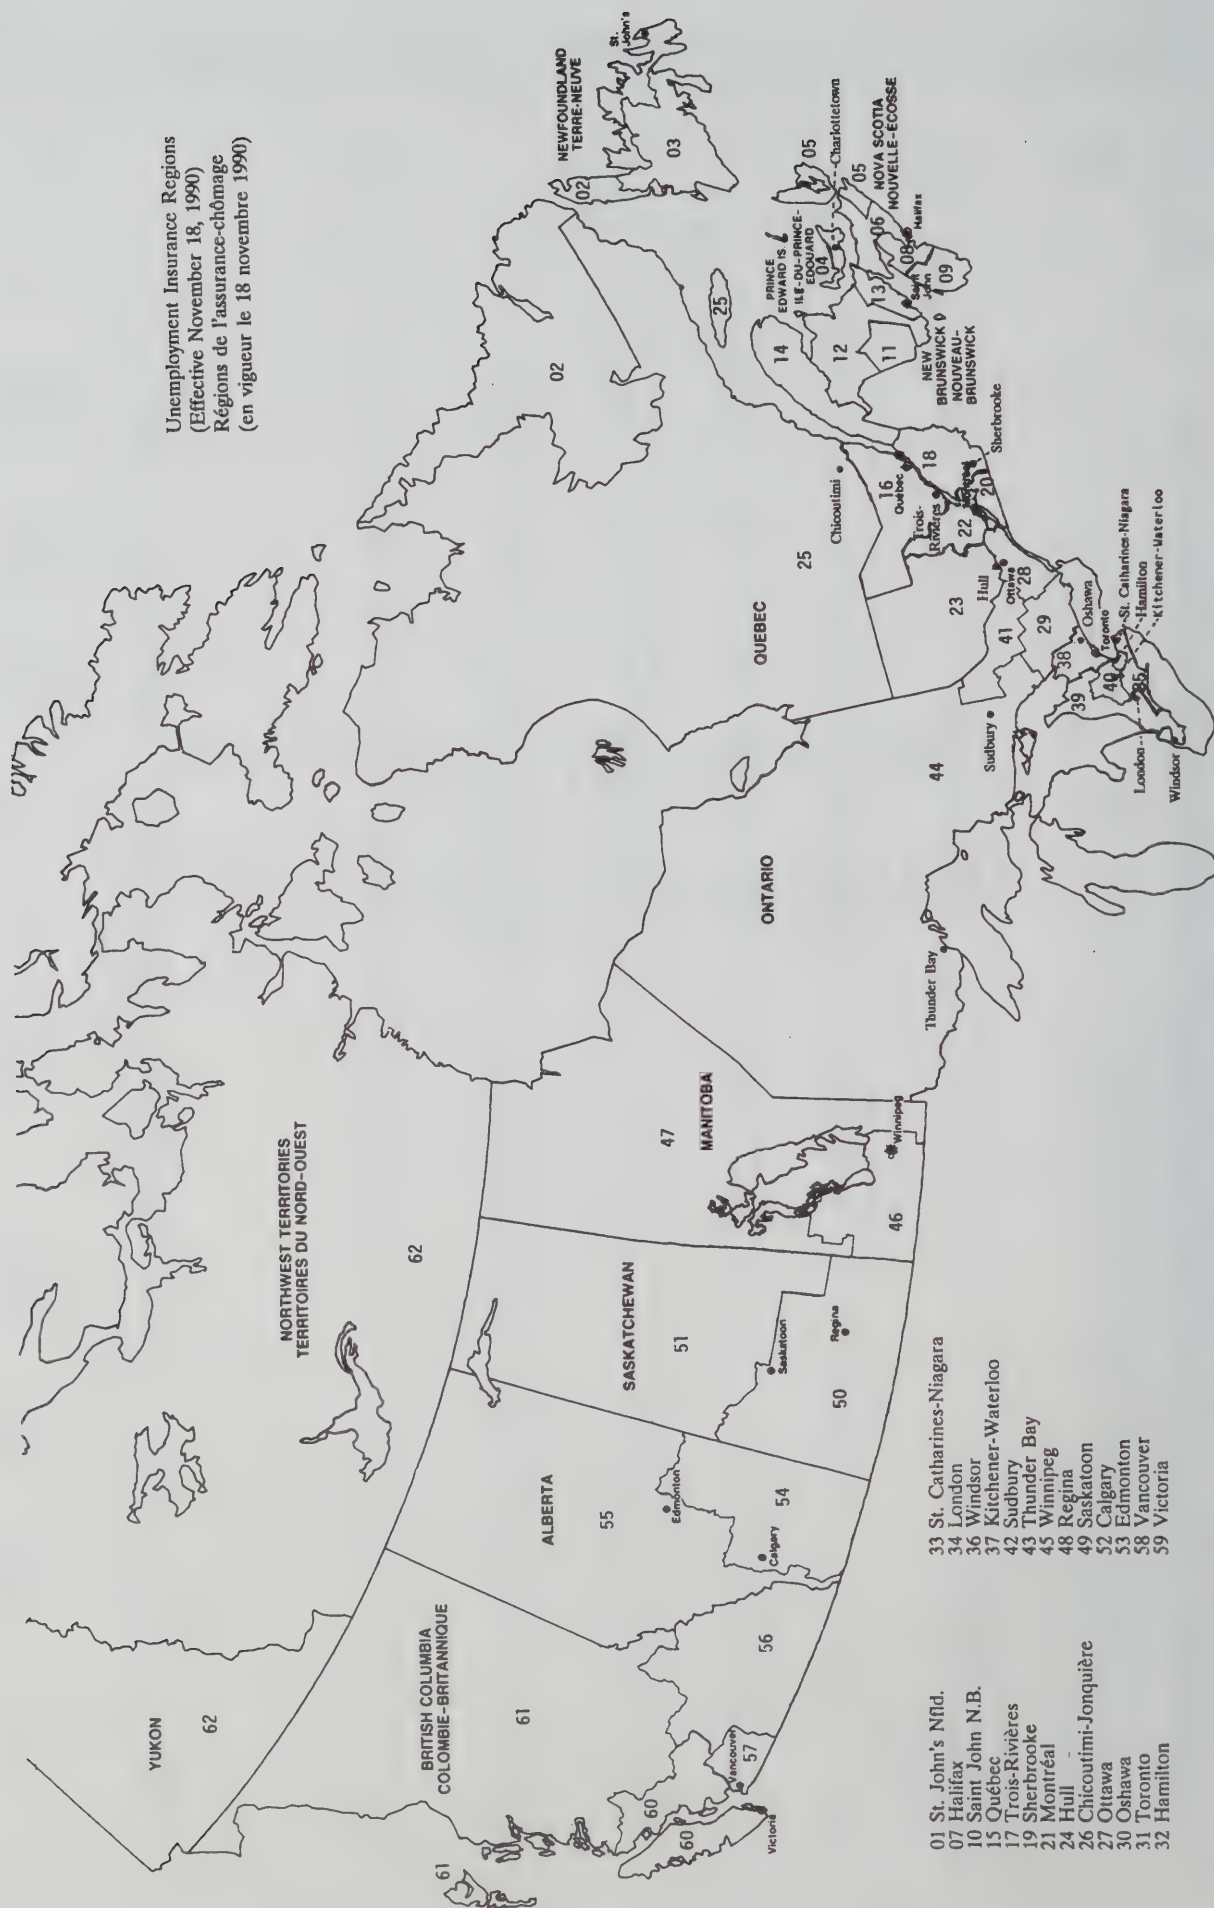 Unemployment Insurance Regions
(Effective November 18, 1990)
Régions de l'assurance-chômage
(en vigueur le 18 novembre 1990)
YUKON
62
NORTHWEST TERRITORIES
TERRITOIRES DU NORD-OUEST
62
BRITISH COLUMBIA
COLOMBIE-BRITANNIQUE
61
61
60
60
57
56
Vancouver
Victoria
ALBERTA
55
Edmonton
54
Calgary
SASKATCHEWAN
51
Saskatoon
Regina
50
47
MANITOBA
Winnipeg
46
ONTARIO
Thunder Bay
44
Sudbury
41
Ottawa
28
29
Oshawa
38
Toronto
39
40
35
St. Catharines-Niagara
Hamilton
Kitchener-Waterloo
London
Windsor
QUEBEC
25
25
Chicoutimi
23
Hull
22
Trois-
Rivières
16
Québec
18
Montréal
20
Sherbrooke
14
NEWFOUNDLAND
TERRE-NEUVE
02
02
03
St.
John's
PRINCE
EDWARD IS.
ILE-DU-PRINCE-
EDOUARD
04
Charlottetown
05
05
NOVA SCOTIA
NOUVELLE-ÉCOSSE
06
Halifax
08
09
NEW
BRUNSWICK
NOUVEAU-
BRUNSWICK
11
12
13
Saint
John
01 St. John's Nfld.
07 Halifax
10 Saint John N.B.
15 Québec
17 Trois-Rivières
19 Sherbrooke
21 Montréal
24 Hull
26 Chicoutimi-Jonquière
27 Ottawa
30 Oshawa
31 Toronto
32 Hamilton
33 St. Catharines-Niagara
34 London
36 Windsor
37 Kitchener-Waterloo
42 Sudbury
43 Thunder Bay
45 Winnipeg
48 Regina
49 Saskatoon
52 Calgary
53 Edmonton
58 Vancouver
59 Victoria